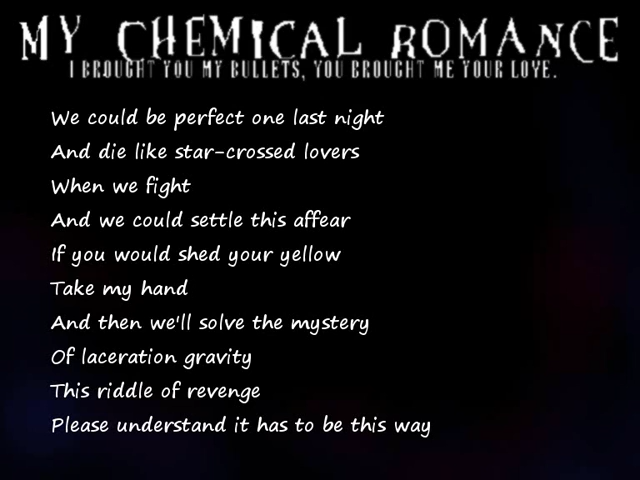 MY CHEMICAL ROMANCE
I BROUGHT YOU MY BULLETS, YOU BROUGHT ME YOUR LOVE.
We could be perfect one last night
And die like star-crossed lovers
When we fight
And we could settle this affear
If you would shed your yellow
Take my hand
And then we'll solve the mystery
Of laceration gravity
This riddle of revenge
Please understand it has to be this way